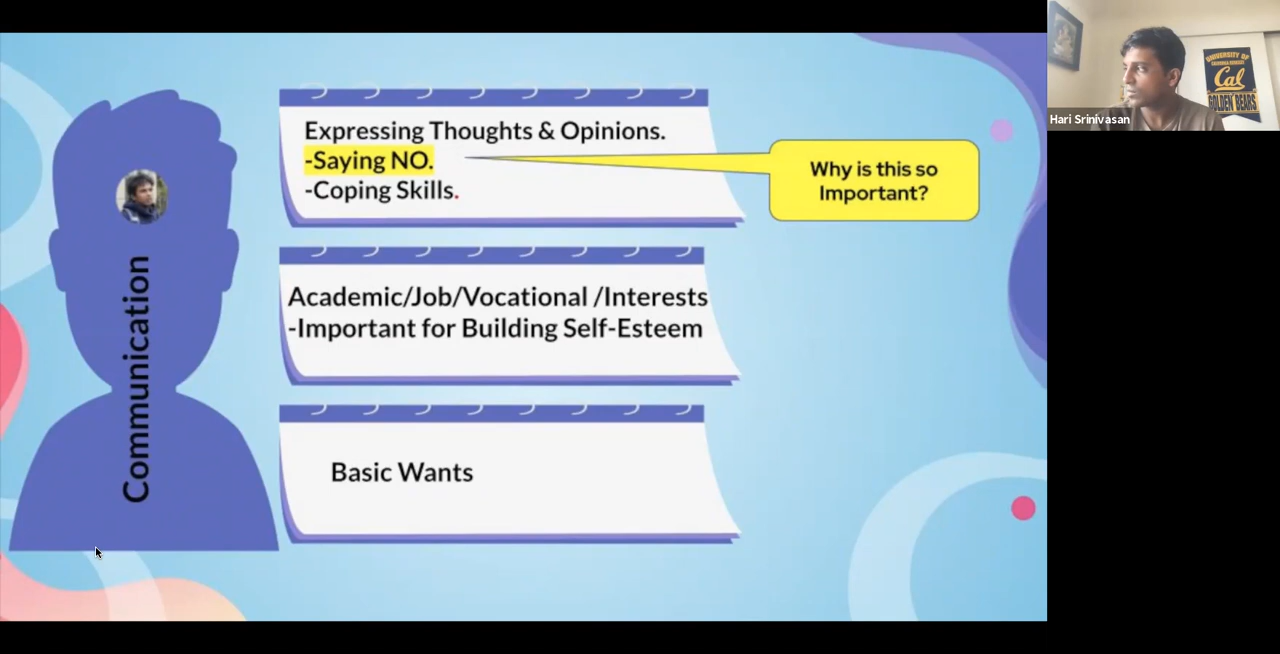 Expressing Thoughts & Opinions.
-Saying NO.
-Coping Skills.
Why is this so
Important?
Communication
Academic/Job/Vocational /Interests
-Important for Building Self-Esteem
Basic Wants
UNIVERSITY OF
Cal
GOLDEN BEARS
Hari Srinivasan